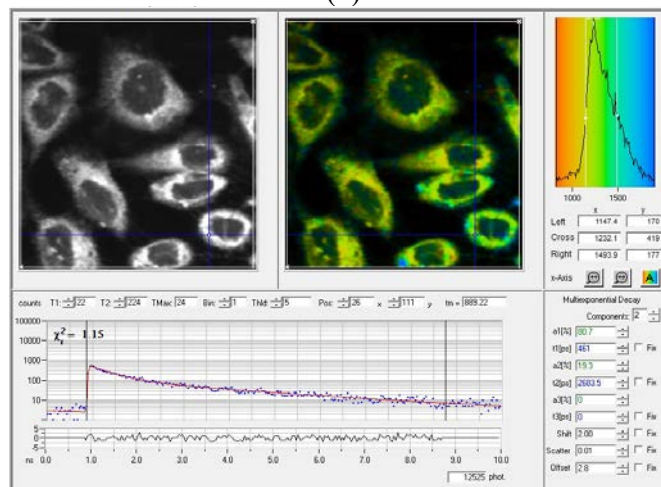 1000 1500
x y
Left 1147.4 170
Cross 1232.1 419
Right 1493.9 177
x-Axis A
counts T1: 22 T2: 224 TMax: 24 Bin: 1 Thld: 5 Pos: 26 x 111 y tm = 889.22
Multiexponential Decay
Components: 2
100000
10000
1000
100
10
χr² = 1.15
a1[%] 80.7
t1[ps] 461 Fix
a2[%] 19.3
t2[ps] 2683.5 Fix
a3[%] 0
t3[ps] 0 Fix
Shift 2.00 Fix
Scatter 0.01 Fix
Offset 2.8 Fix
5
0
-5
ns 0.0 1.0 2.0 3.0 4.0 5.0 6.0 7.0 8.0 9.0 10.0
12525 phot.